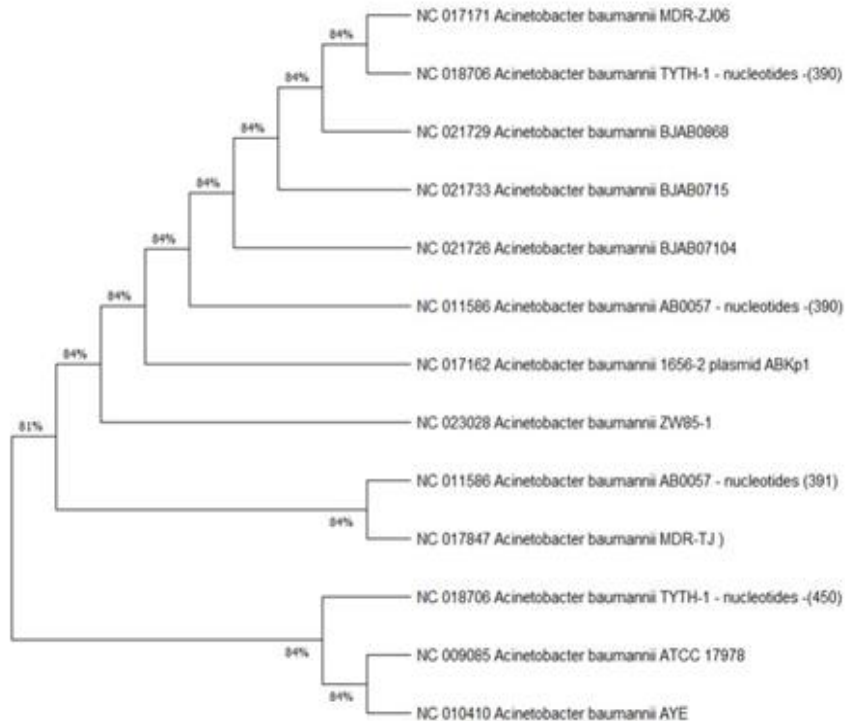 84%
NC 017171 Acinetobacter baumannii MDR-ZJ06
84%
NC 018706 Acinetobacter baumannii TYTH-1 - nucleotides -(390)
84%
NC 021729 Acinetobacter baumannii BJAB0868
84%
NC 021733 Acinetobacter baumannii BJAB0715
84%
NC 021726 Acinetobacter baumannii BJAB07104
84%
NC 011586 Acinetobacter baumannii AB0057 - nucleotides -(390)
84%
NC 017162 Acinetobacter baumannii 1656-2 plasmid ABKp1
84%
NC 023028 Acinetobacter baumannii ZW85-1
81%
NC 011586 Acinetobacter baumannii AB0057 - nucleotides (391)
84%
NC 017847 Acinetobacter baumannii MDR-TJ )
NC 018706 Acinetobacter baumannii TYTH-1 - nucleotides -(450)
84%
NC 009085 Acinetobacter baumannii ATCC 17978
84%
NC 010410 Acinetobacter baumannii AYE